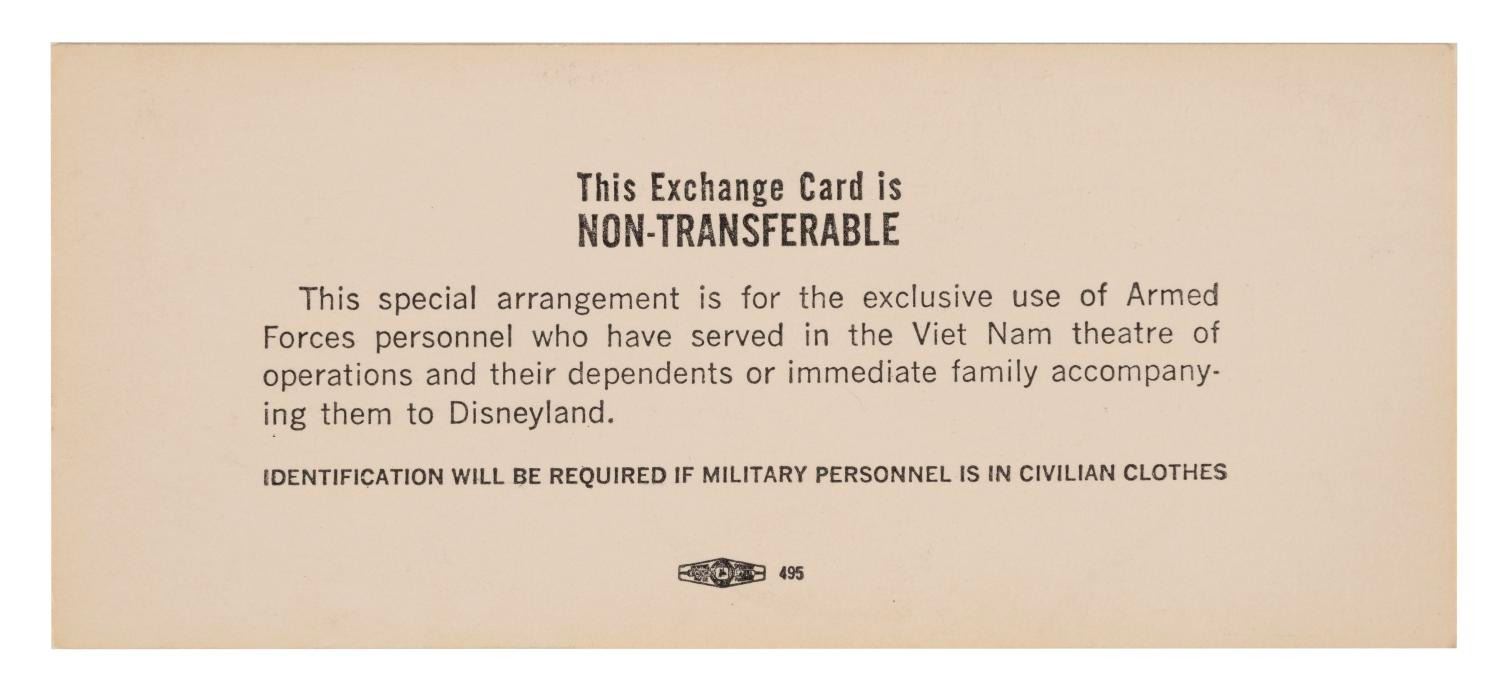 This Exchange Card is
NON-TRANSFERABLE
This special arrangement is for the exclusive use of Armed
Forces personnel who have served in the Viet Nam theatre of
operations and their dependents or immediate family accompany-
ing them to Disneyland.
IDENTIFICATION WILL BE REQUIRED IF MILITARY PERSONNEL IS IN CIVILIAN CLOTHES
495